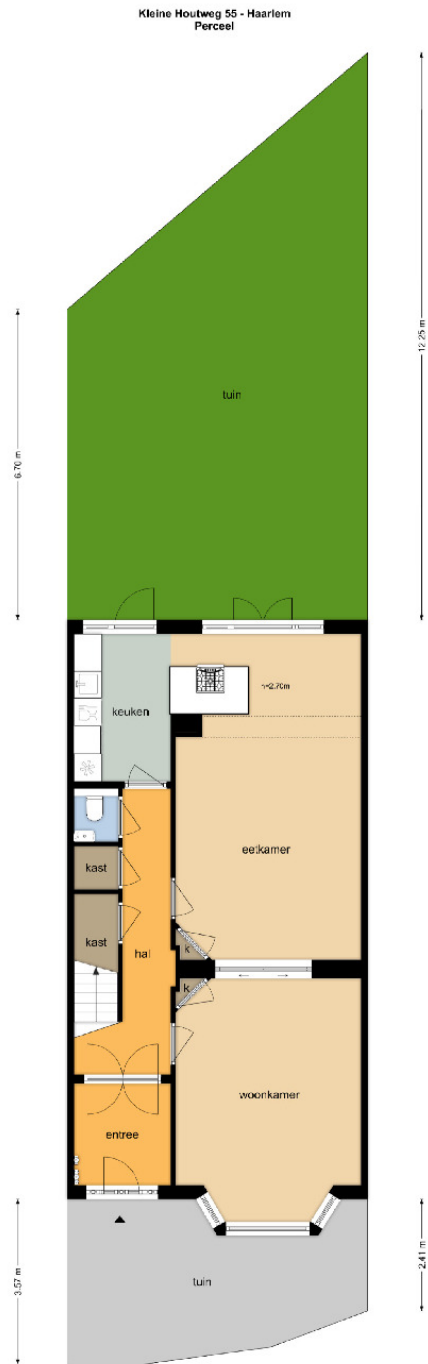 Kleine Houtweg 55 - Haarlem
Perceel
12.25 m
6.70 m
tuin
keuken
h=2.70m
eetkamer
kast
kast
hal
k
k
woonkamer
entree
3.57 m
2.41 m
tuin